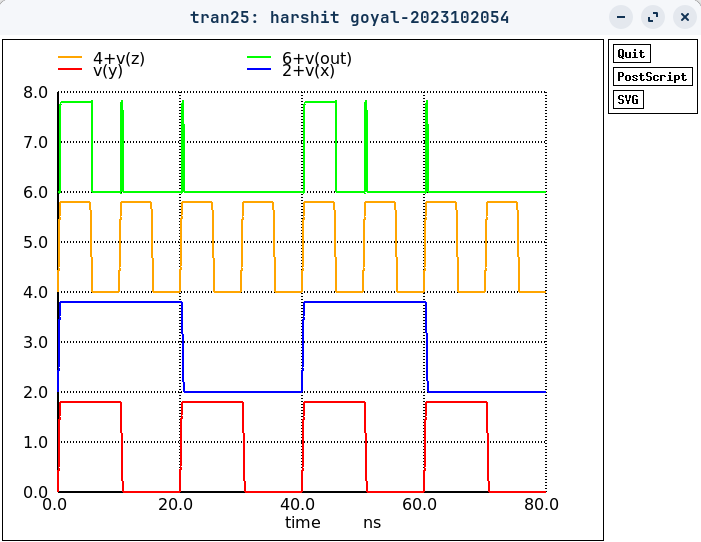 tran25: harshit goyal-2023102054
Quit
PostScript
SVG
4+v(z) 6+v(out)
v(y) 2+v(x)
8.0
7.0
6.0
5.0
4.0
3.0
2.0
1.0
0.0
0.0 20.0 40.0 60.0 80.0
time ns